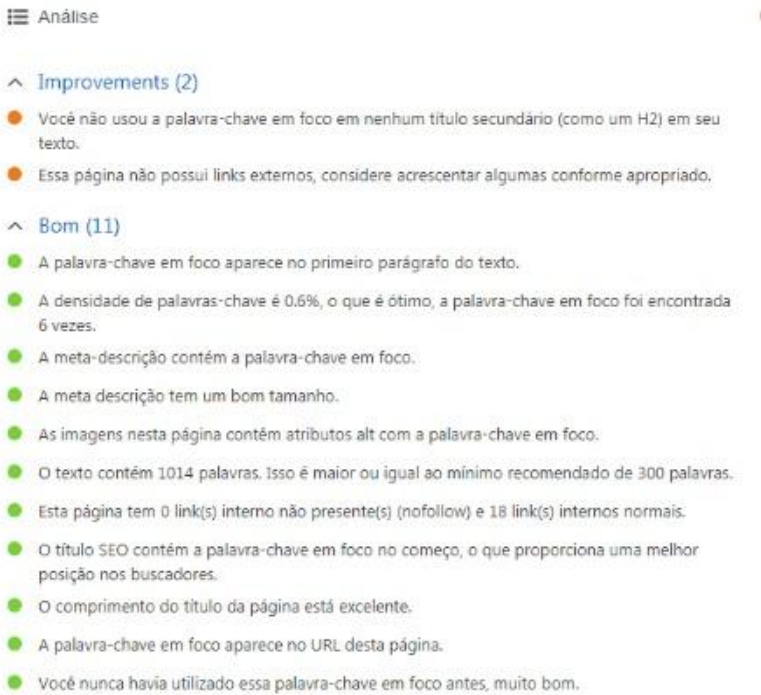 Análise
Improvements (2)
Você não usou a palavra-chave em foco em nenhum título secundário (como um H2) em seu
texto.
Essa página não possui links externos, considere acrescentar algumas conforme apropriado.
Bom (11)
A palavra-chave em foco aparece no primeiro parágrafo do texto.
A densidade de palavras-chave é 0.6%, o que é ótimo, a palavra-chave em foco foi encontrada
6 vezes.
A meta-descrição contém a palavra-chave em foco.
A meta descrição tem um bom tamanho.
As imagens nesta página contêm atributos alt com a palavra-chave em foco.
O texto contém 1014 palavras. Isso é maior ou igual ao mínimo recomendado de 300 palavras.
Esta página tem 0 link(s) interno não presente(s) (nofollow) e 18 link(s) internos normais.
O título SEO contém a palavra-chave em foco no começo, o que proporciona uma melhor
posição nos buscadores.
O comprimento do título da página está excelente.
A palavra-chave em foco aparece no URL desta página.
Você nunca havia utilizado essa palavra-chave em foco antes, muito bom.